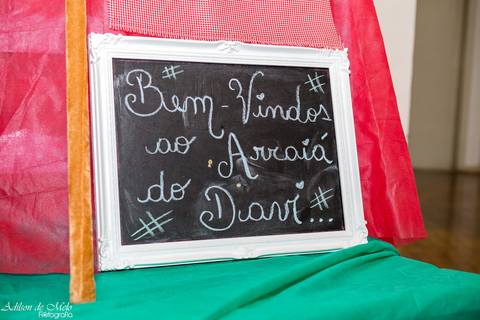 Bem-Vindos
ao Arraiá
do Davi...
Adilson de Melo
Fotografia